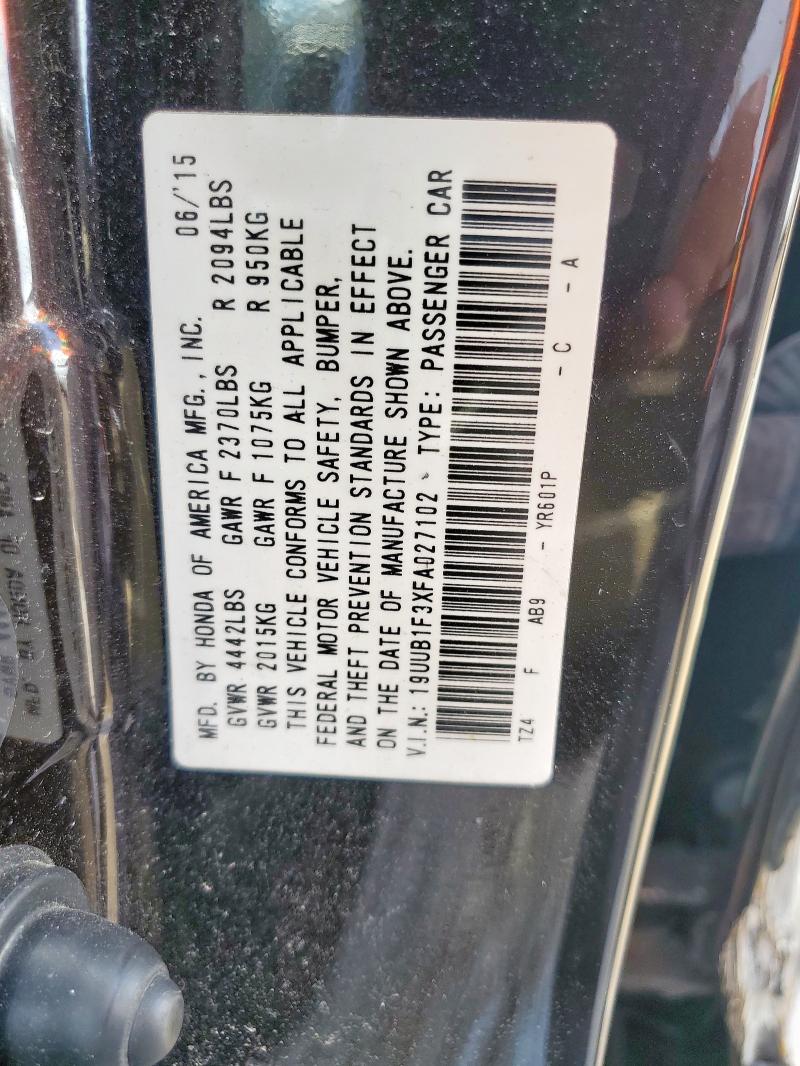 MFD. BY HONDA OF AMERICA MFG., INC. 06/'15
GVWR 4442LBS GAWR F 2370LBS R 2094LBS
GVWR 2015KG GAWR F 1075KG R 950KG
THIS VEHICLE CONFORMS TO ALL APPLICABLE
FEDERAL MOTOR VEHICLE SAFETY, BUMPER,
AND THEFT PREVENTION STANDARDS IN EFFECT
ON THE DATE OF MANUFACTURE SHOWN ABOVE.
V.I.N.: 19UUB1F3XFA027102 TYPE: PASSENGER CAR
TZ4 F AB9 - YR601P - C - A